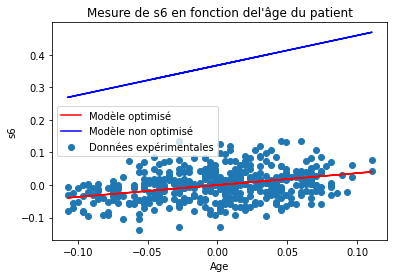 Mesure de s6 en fonction del'âge du patient
s6
0.4
0.3
0.2
0.1
0.0
−0.1
Modèle optimisé
Modèle non optimisé
Données expérimentales
−0.10
−0.05
0.00
0.05
0.10
Age